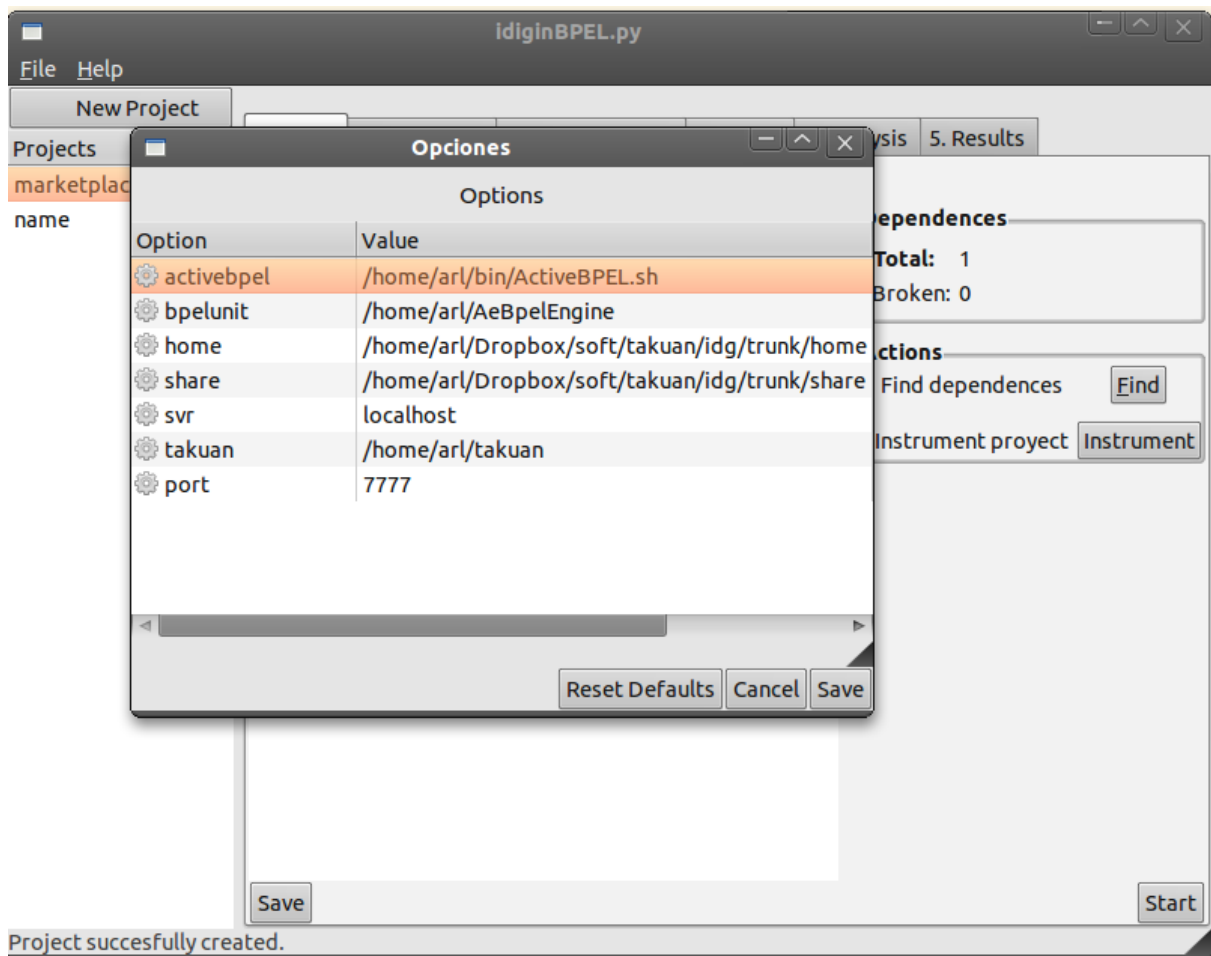 idiginBPEL.py
File Help
New Project
Projects
marketplac
name
ysis 5. Results
Opciones
Options
Option Value
activebpel /home/arl/bin/ActiveBPEL.sh
bpelunit /home/arl/AeBpelEngine
home /home/arl/Dropbox/soft/takuan/idg/trunk/home
share /home/arl/Dropbox/soft/takuan/idg/trunk/share
svr localhost
takuan /home/arl/takuan
port 7777
Reset Defaults Cancel Save
ependences
Total: 1
Broken: 0
ctions
Find dependences Find
Instrument proyect Instrument
Save Start
Project succesfully created.